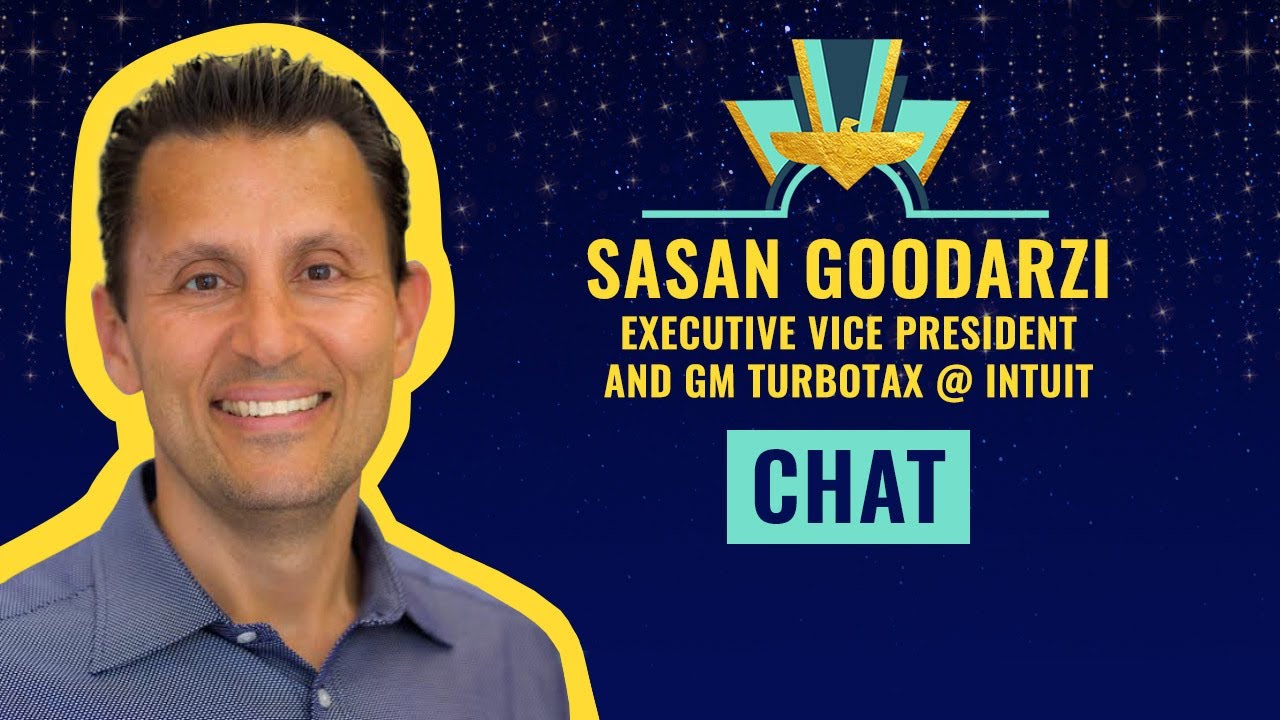 SASAN GOODARZI
EXECUTIVE VICE PRESIDENT
AND GM TURBOTAX @ INTUIT
CHAT